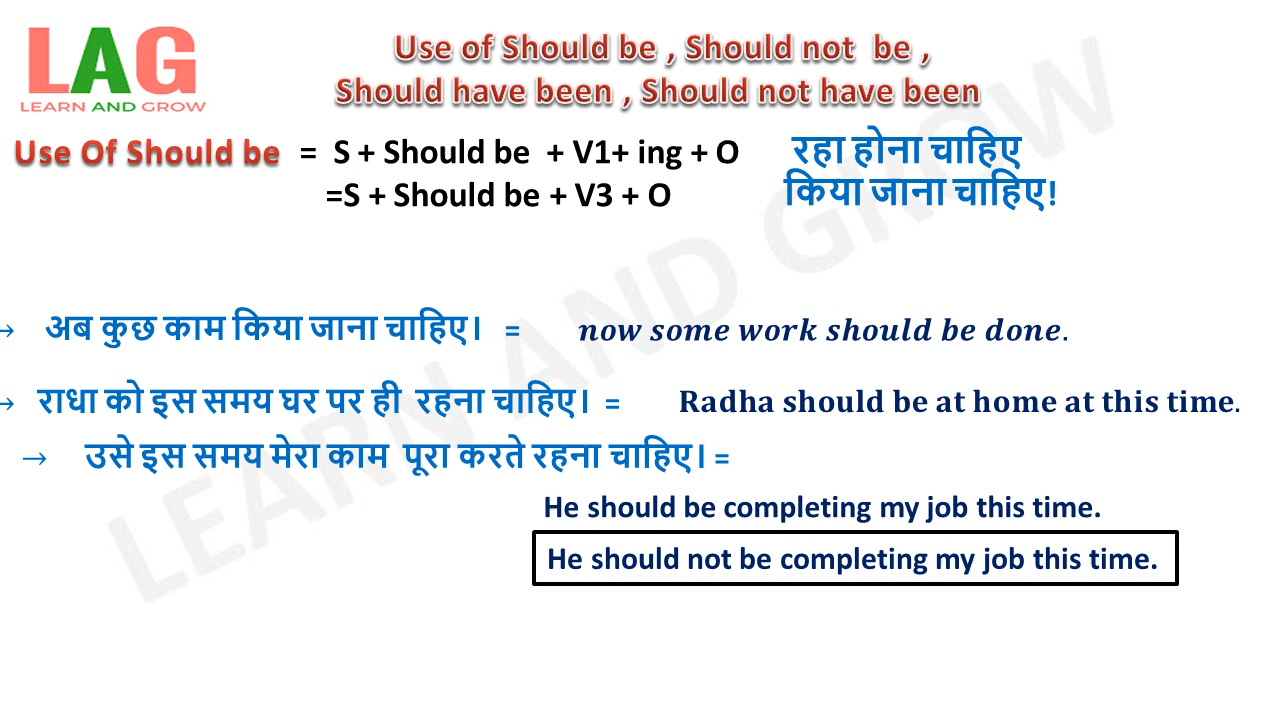 LAG
LEARN AND GROW
Use of Should be , Should not be ,
Should have been , Should not have been
Use Of Should be = S + Should be + V1+ ing + O रहा होना चाहिए
=S + Should be + V3 + O किया जाना चाहिए!
→ अब कुछ काम किया जाना चाहिए। = now some work should be done.
→ राधा को इस समय घर पर ही रहना चाहिए। = Radha should be at home at this time.
→ उसे इस समय मेरा काम पूरा करते रहना चाहिए। =
He should be completing my job this time.
He should not be completing my job this time.
LEARN AND GROW